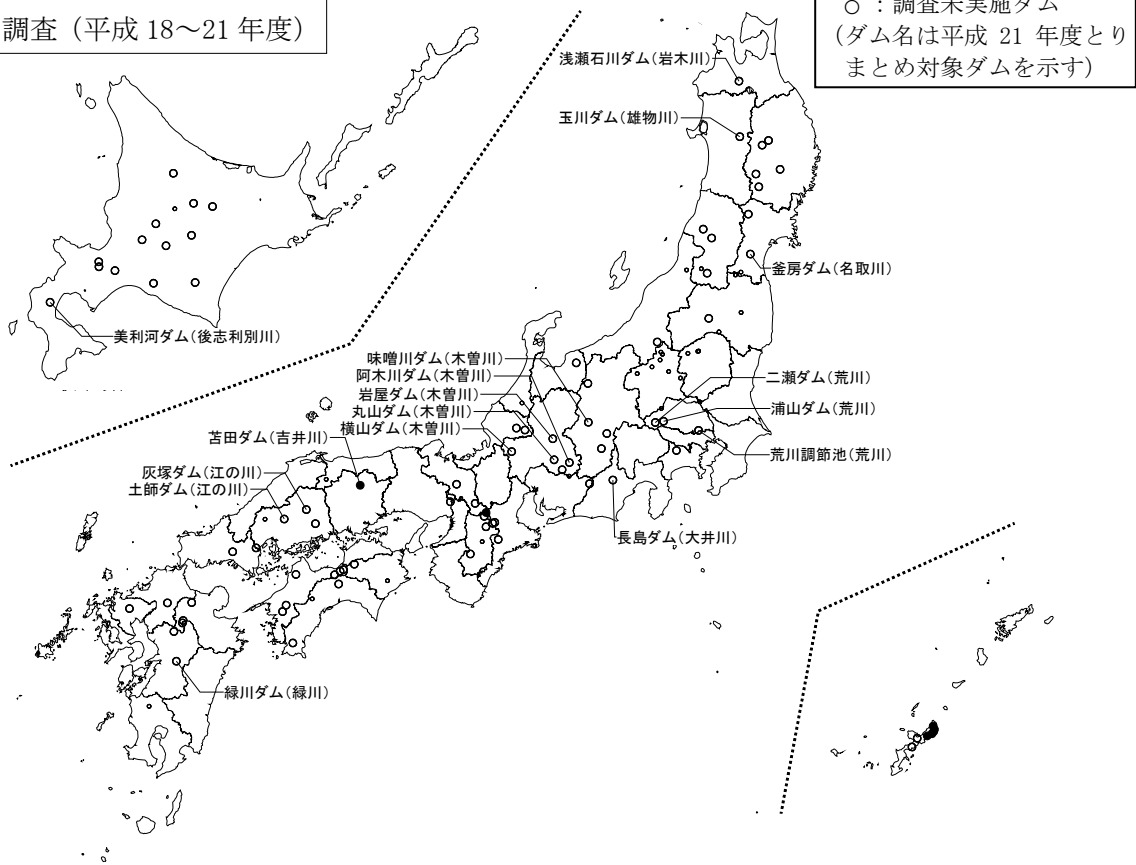 調査（平成 18～21 年度）
○：調査未実施ダム
（ダム名は平成 21 年度とり
まとめ対象ダムを示す）
浅瀬石川ダム（岩木川）
玉川ダム（雄物川）
釜房ダム（名取川）
美利河ダム（後志利別川）
味噌川ダム（木曽川）
阿木川ダム（木曽川）
岩屋ダム（木曽川）
丸山ダム（木曽川）
横山ダム（木曽川）
苫田ダム（吉井川）
灰塚ダム（江の川）
土師ダム（江の川）
二瀬ダム（荒川）
浦山ダム（荒川）
荒川調節池（荒川）
長島ダム（大井川）
緑川ダム（緑川）